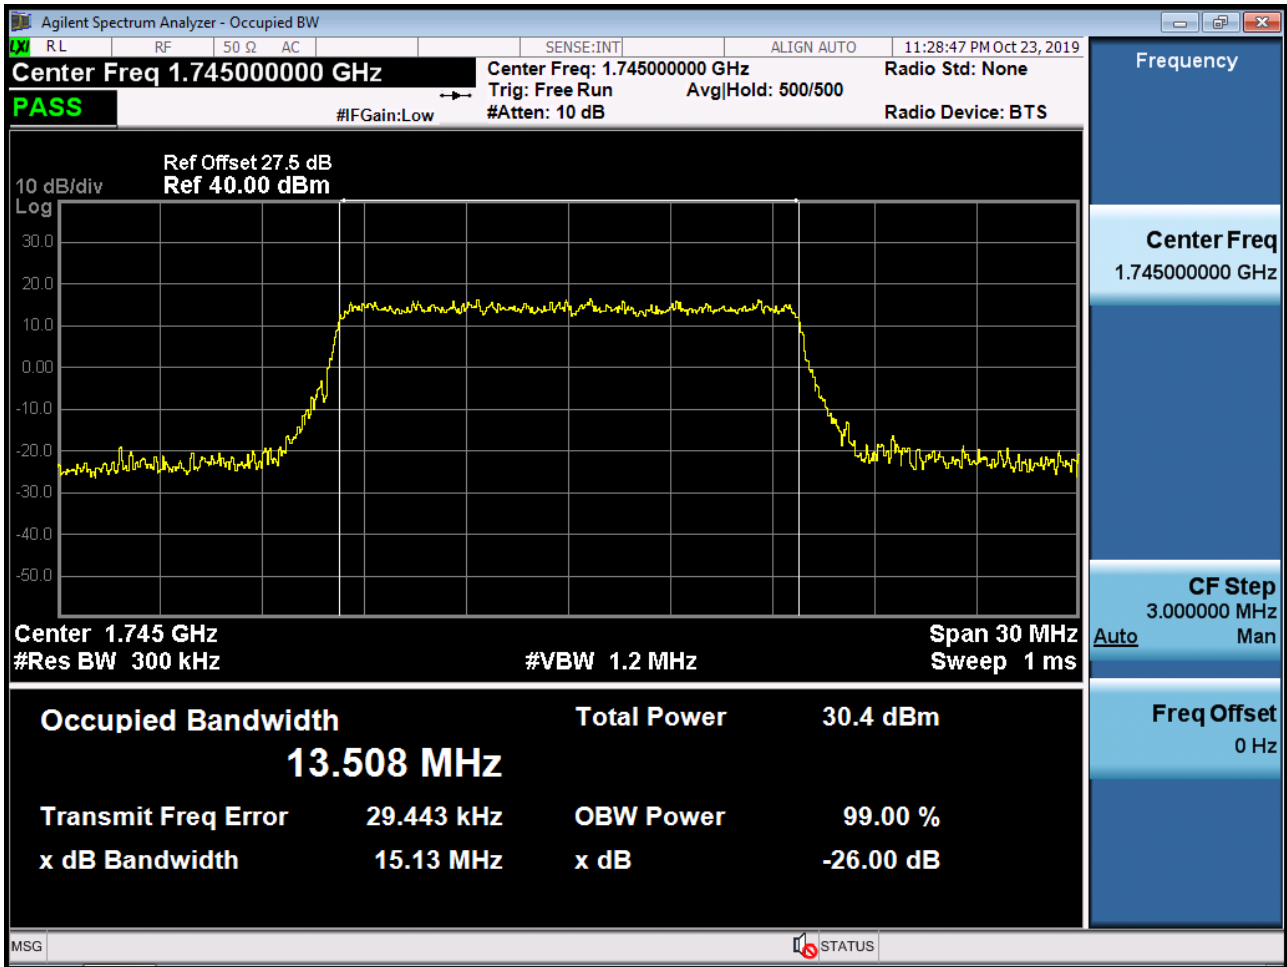 Agilent Spectrum Analyzer - Occupied BW
LXI RL RF 50 Ω AC SENSE:INT ALIGN AUTO 11:28:47 PM Oct 23, 2019
Center Freq 1.745000000 GHz
PASS
#IFGain:Low
Center Freq: 1.745000000 GHz
Trig: Free Run Avg|Hold: 500/500
#Atten: 10 dB
Radio Std: None
Radio Device: BTS
Ref Offset 27.5 dB
10 dB/div Ref 40.00 dBm
Log
30.0
20.0
10.0
0.00
-10.0
-20.0
-30.0
-40.0
-50.0
Center 1.745 GHz Span 30 MHz
#Res BW 300 kHz #VBW 1.2 MHz Sweep 1 ms
Occupied Bandwidth Total Power 30.4 dBm
13.508 MHz
Transmit Freq Error 29.443 kHz OBW Power 99.00 %
x dB Bandwidth 15.13 MHz x dB -26.00 dB
Frequency
Center Freq
1.745000000 GHz
CF Step
3.000000 MHz
Auto Man
Freq Offset
0 Hz
MSG STATUS